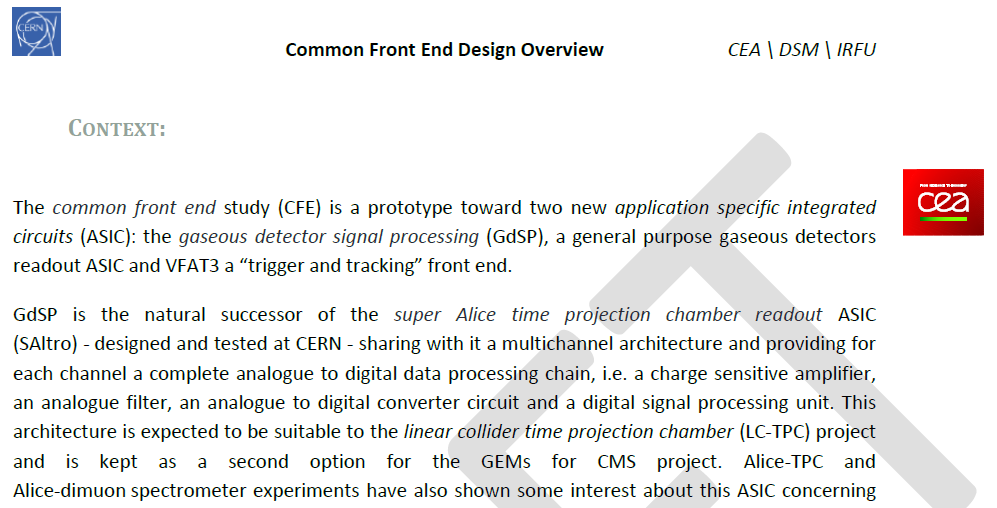 CERN
Common Front End Design Overview
CEA \ DSM \ IRFU
CONTEXT:
cea
The common front end study (CFE) is a prototype toward two new application specific integrated
circuits (ASIC): the gaseous detector signal processing (GdSP), a general purpose gaseous detectors
readout ASIC and VFAT3 a “trigger and tracking” front end.
GdSP is the natural successor of the super Alice time projection chamber readout ASIC
(SAltro) - designed and tested at CERN - sharing with it a multichannel architecture and providing for
each channel a complete analogue to digital data processing chain, i.e. a charge sensitive amplifier,
an analogue filter, an analogue to digital converter circuit and a digital signal processing unit. This
architecture is expected to be suitable to the linear collider time projection chamber (LC-TPC) project
and is kept as a second option for the GEMs for CMS project. Alice-TPC and
Alice-dimuon spectrometer experiments have also shown some interest about this ASIC concerning